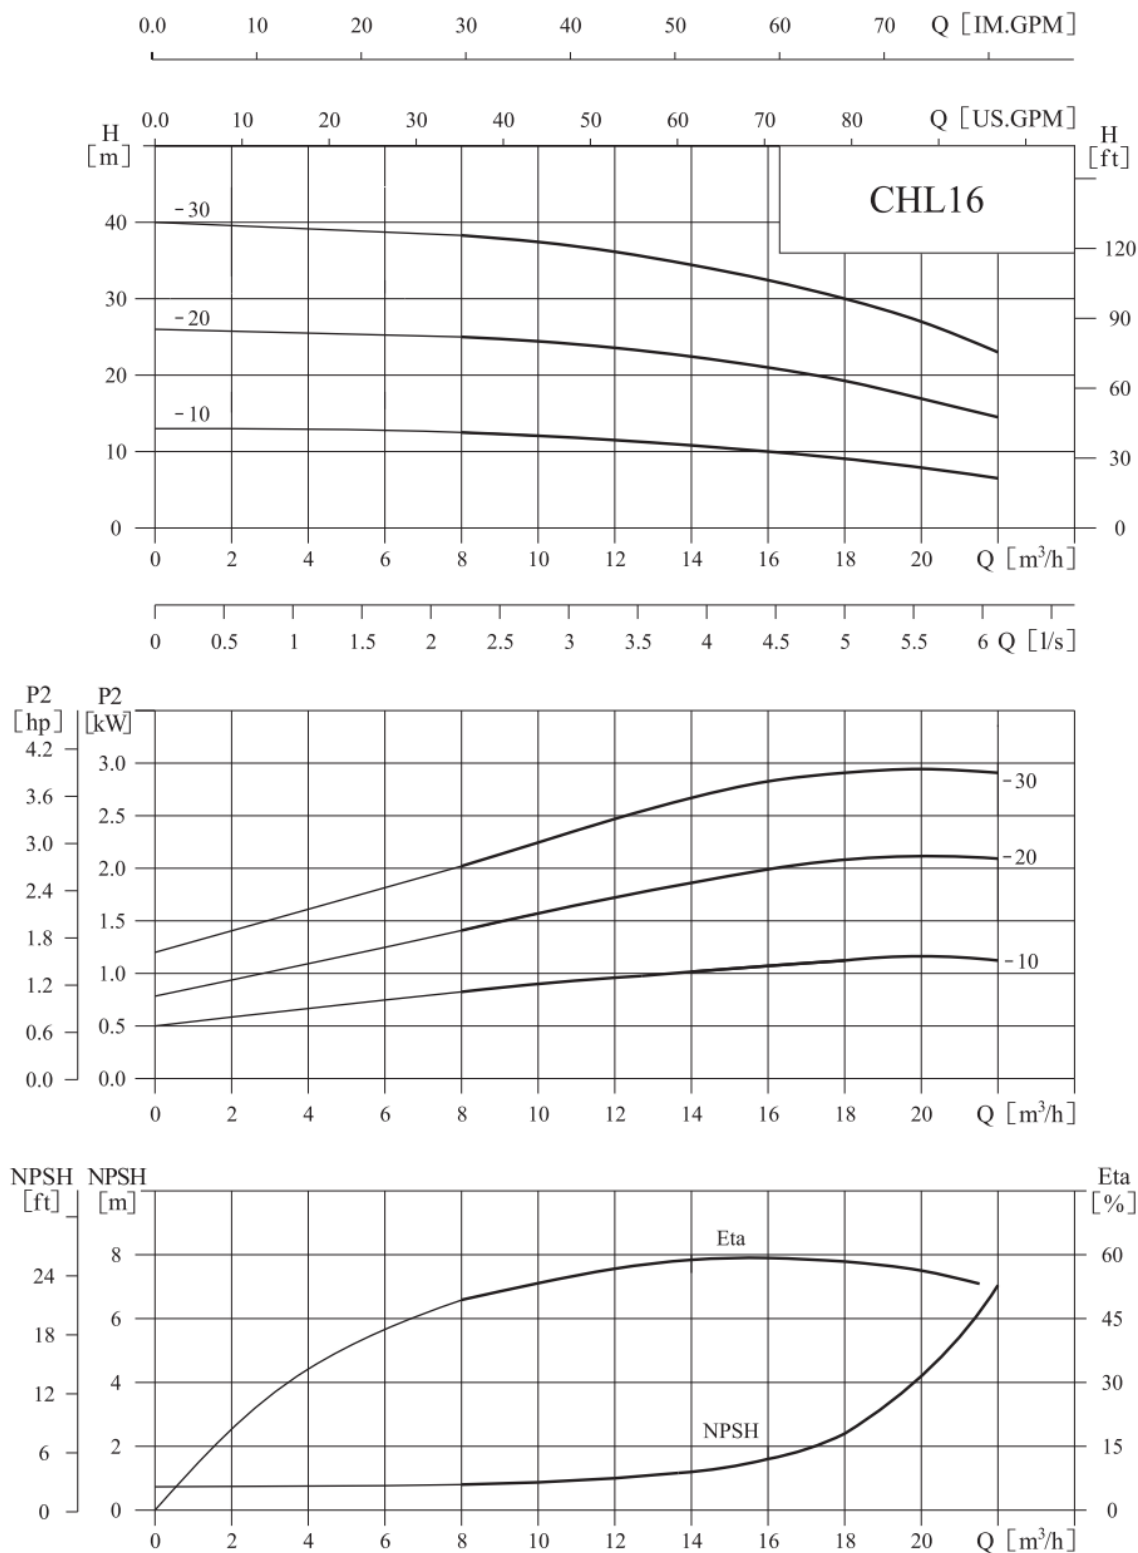 0.0 10 20 30 40 50 60 70 Q [IM.GPM]
0.0 10 20 30 40 50 60 70 80 Q [US.GPM]
H
[m]
H
[ft]
CHL16
-30
40
120
30
-20
90
20
60
-10
10
30
0
0
0 2 4 6 8 10 12 14 16 18 20 Q [m³/h]
0 0.5 1 1.5 2 2.5 3 3.5 4 4.5 5 5.5 6 Q [l/s]
P2 P2
[hp] [kW]
4.2
3.0
3.6
-30
2.5
3.0
2.0
-20
2.4
1.5
1.8
1.0
-10
1.2
0.5
0.6
0.0 0.0
0 2 4 6 8 10 12 14 16 18 20 Q [m³/h]
NPSH NPSH Eta
[ft] [m] [%]
Eta
8 60
24
6 45
18
4 30
12
NPSH
2 15
6
0 0 0
0 2 4 6 8 10 12 14 16 18 20 Q [m³/h]